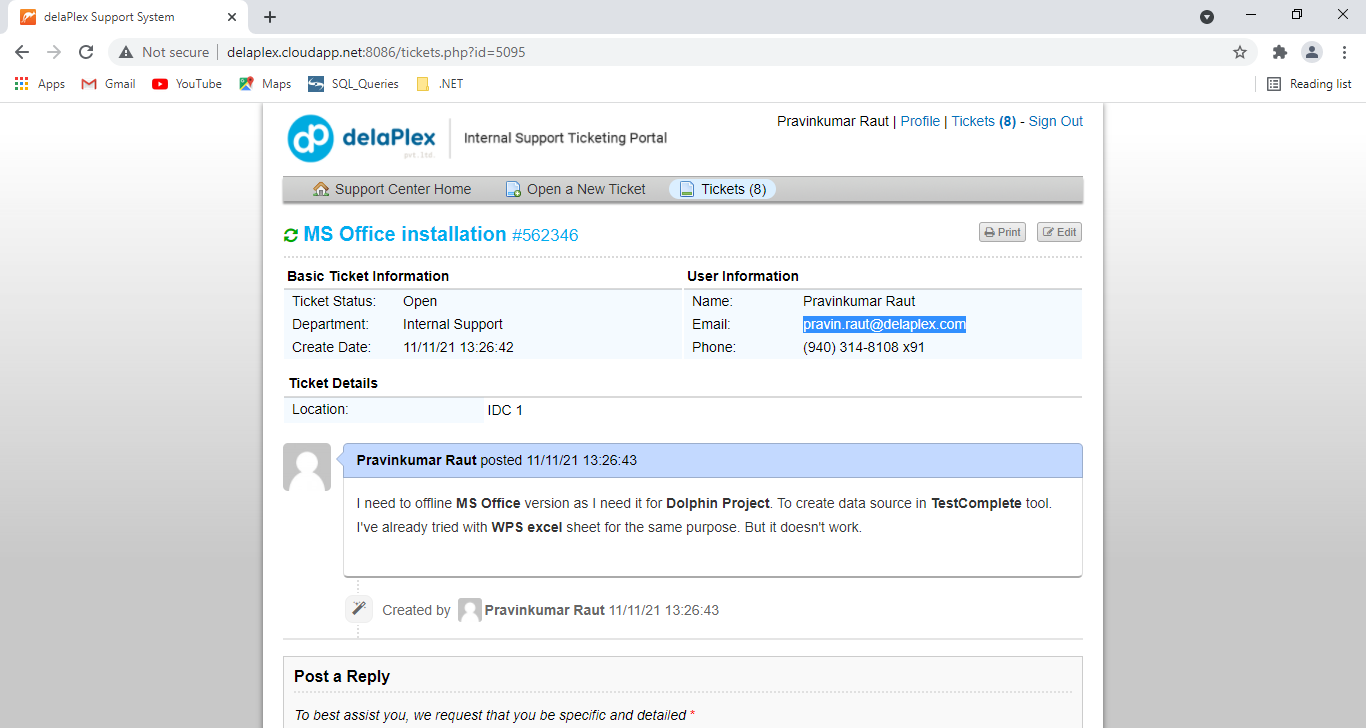 delaPlex Support System
Not secure
delaplex.cloudapp.net:8086/tickets.php?id=5095
Apps Gmail YouTube Maps SQL_Queries .NET Reading list
dp delaPlex pvt. ltd. Internal Support Ticketing Portal
Pravinkumar Raut | Profile | Tickets (8) - Sign Out
Support Center Home Open a New Ticket Tickets (8)
MS Office installation #562346 Print Edit
Basic Ticket Information User Information
Ticket Status: Open Name: Pravinkumar Raut
Department: Internal Support Email: pravin.raut@delaplex.com
Create Date: 11/11/21 13:26:42 Phone: (940) 314-8108 x91
Ticket Details
Location: IDC 1
Pravinkumar Raut posted 11/11/21 13:26:43
I need to offline MS Office version as I need it for Dolphin Project. To create data source in TestComplete tool.
I've already tried with WPS excel sheet for the same purpose. But it doesn't work.
Created by Pravinkumar Raut 11/11/21 13:26:43
Post a Reply
To best assist you, we request that you be specific and detailed *